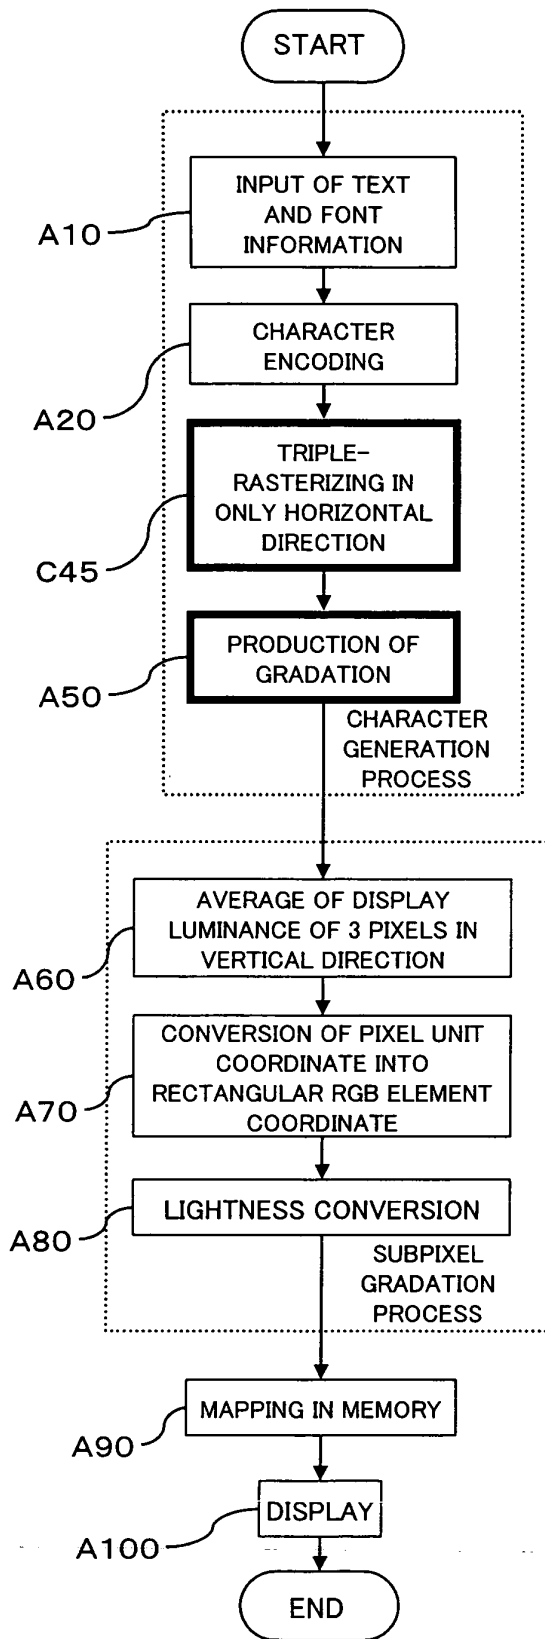 START
INPUT OF TEXT
AND FONT
INFORMATION
A10
CHARACTER
ENCODING
A20
TRIPLE-
RASTERIZING IN
ONLY HORIZONTAL
DIRECTION
C45
PRODUCTION OF
GRADATION
A50
CHARACTER
GENERATION
PROCESS
AVERAGE OF DISPLAY
LUMINANCE OF 3 PIXELS IN
VERTICAL DIRECTION
A60
CONVERSION OF PIXEL UNIT
COORDINATE INTO
RECTANGULAR RGB ELEMENT
COORDINATE
A70
LIGHTNESS CONVERSION
A80
SUBPIXEL
GRADATION
PROCESS
MAPPING IN MEMORY
A90
DISPLAY
A100
END